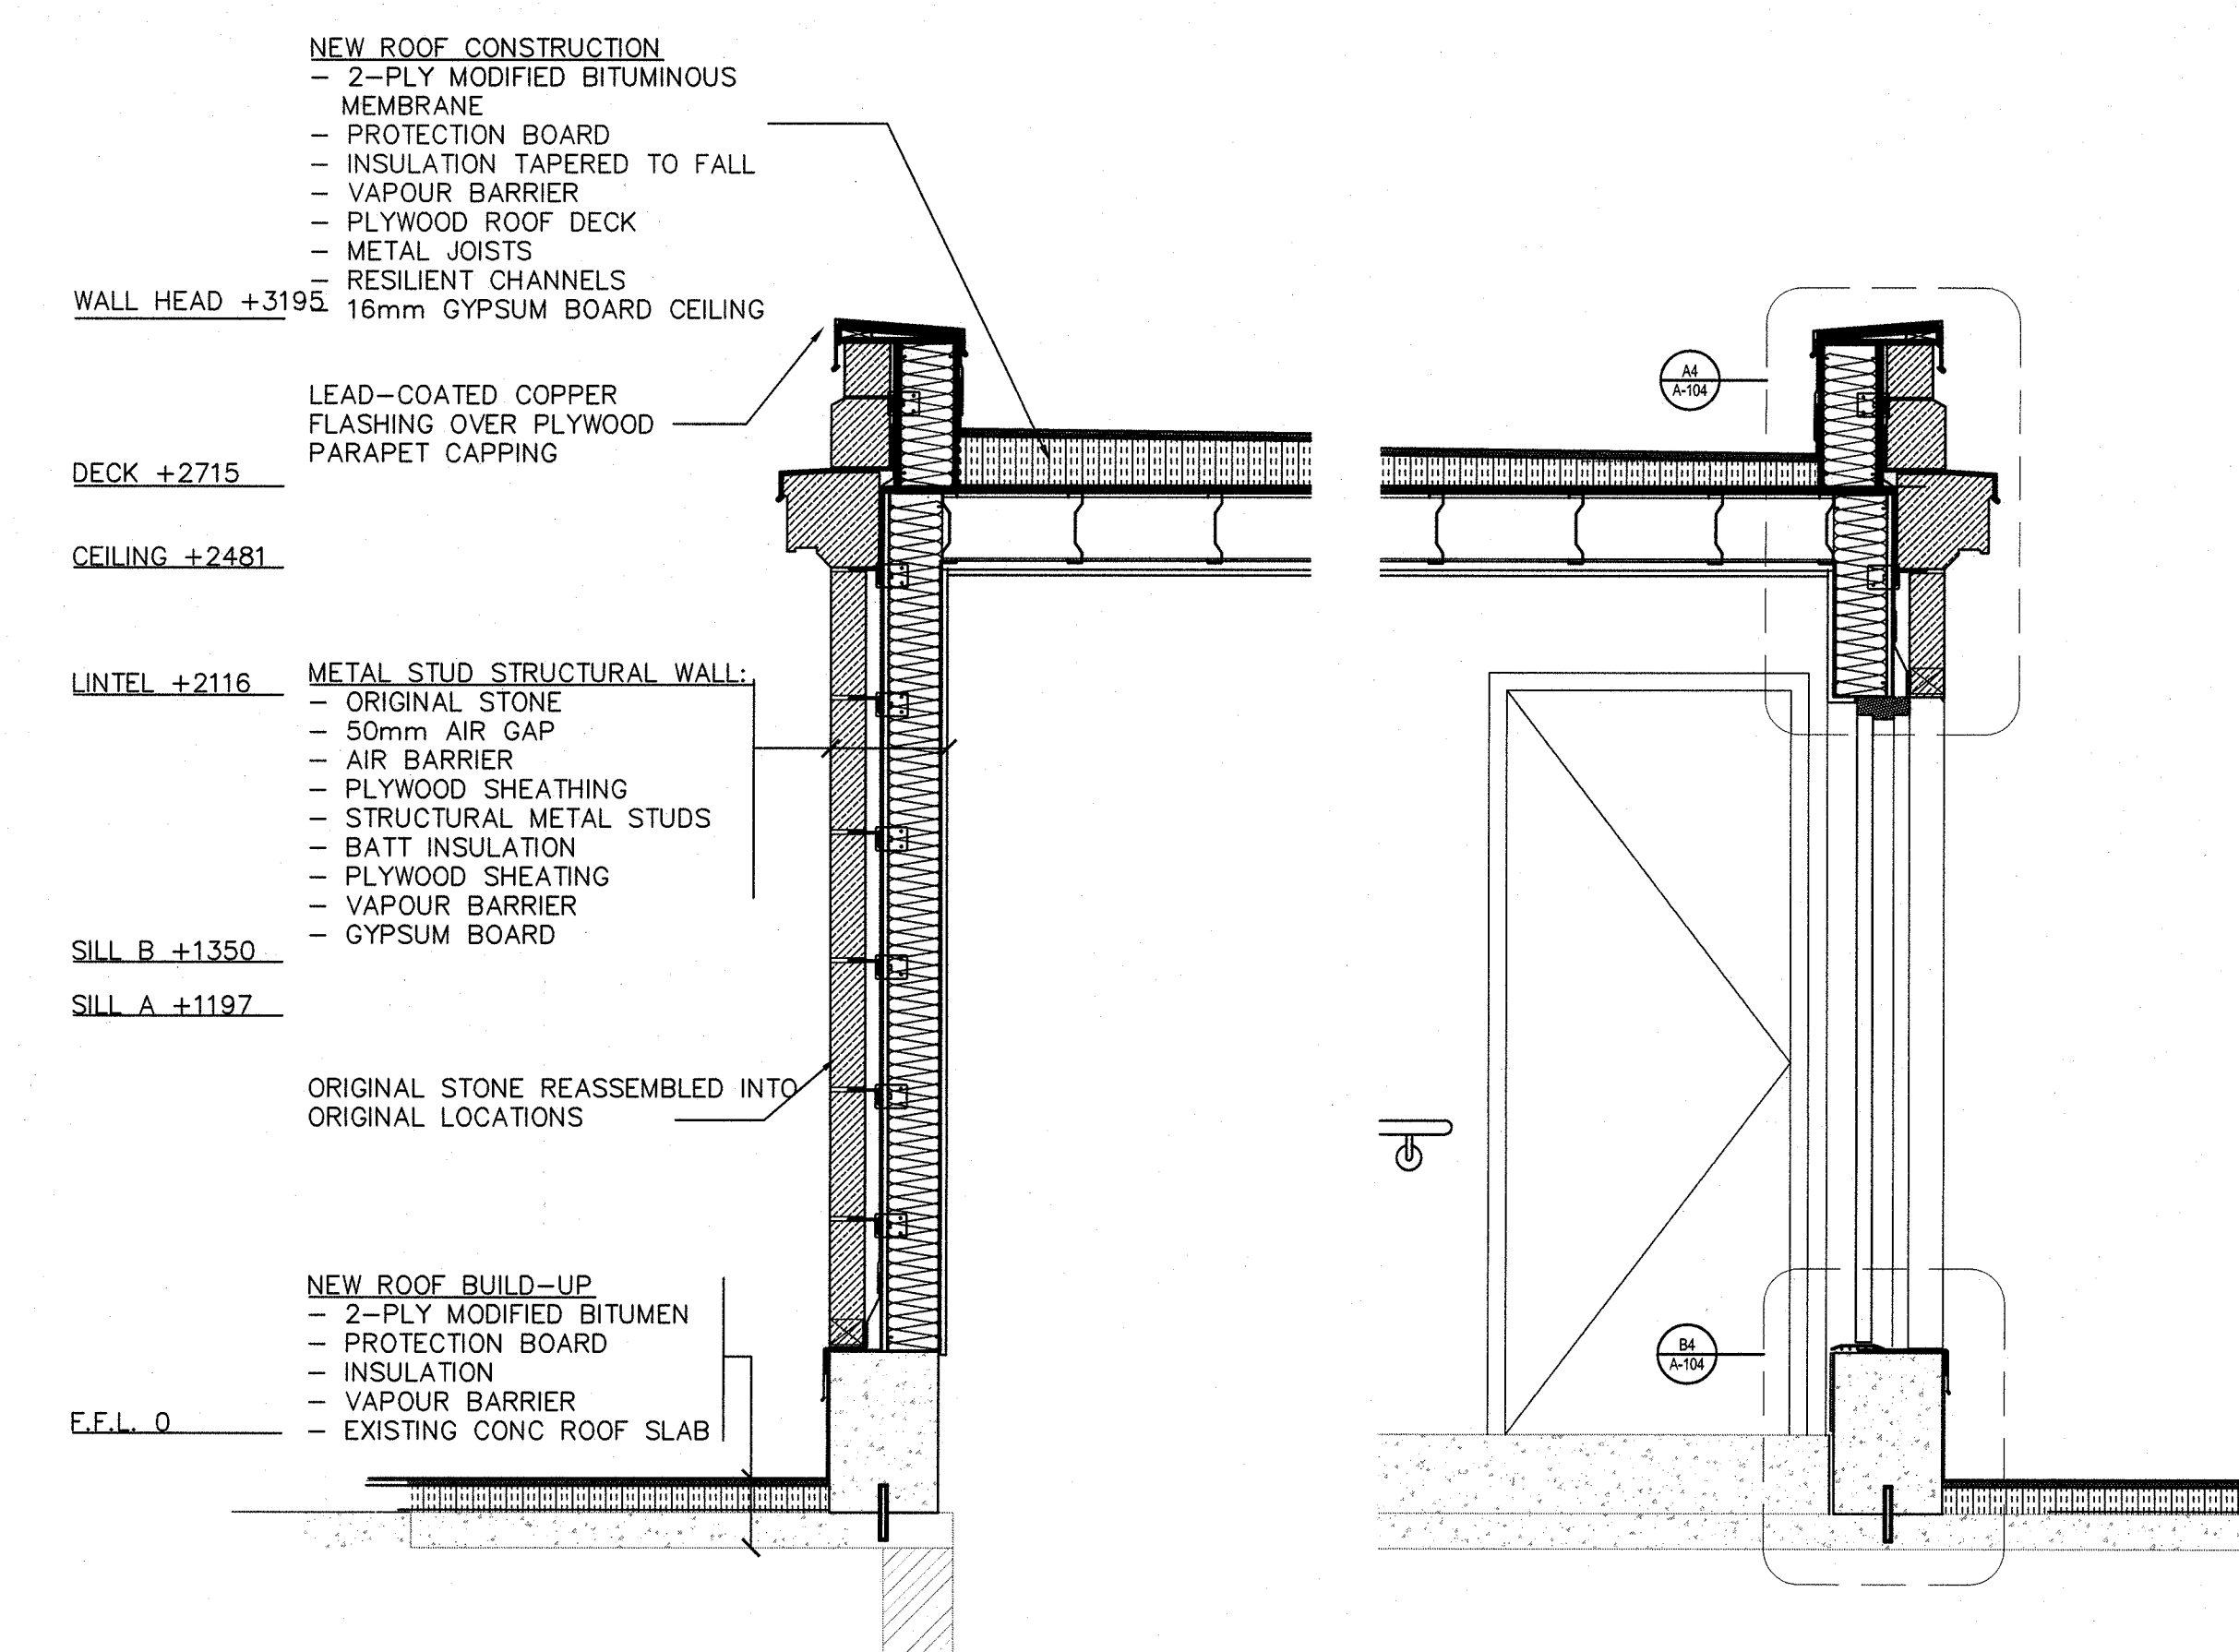 NEW ROOF CONSTRUCTION
– 2–PLY MODIFIED BITUMINOUS
MEMBRANE
– PROTECTION BOARD
– INSULATION TAPERED TO FALL
– VAPOUR BARRIER
– PLYWOOD ROOF DECK
– METAL JOISTS
– RESILIENT CHANNELS
– 16mm GYPSUM BOARD CEILING
WALL HEAD +3195
LEAD–COATED COPPER
FLASHING OVER PLYWOOD
PARAPET CAPPING
A4
A-104
DECK +2715
CEILING +2481
LINTEL +2116
METAL STUD STRUCTURAL WALL:
– ORIGINAL STONE
– 50mm AIR GAP
– AIR BARRIER
– PLYWOOD SHEATHING
– STRUCTURAL METAL STUDS
– BATT INSULATION
– PLYWOOD SHEATING
– VAPOUR BARRIER
– GYPSUM BOARD
SILL B +1350
SILL A +1197
ORIGINAL STONE REASSEMBLED INTO
ORIGINAL LOCATIONS
NEW ROOF BUILD–UP
– 2–PLY MODIFIED BITUMEN
– PROTECTION BOARD
– INSULATION
– VAPOUR BARRIER
– EXISTING CONC ROOF SLAB
B4
A-104
F.F.L. 0